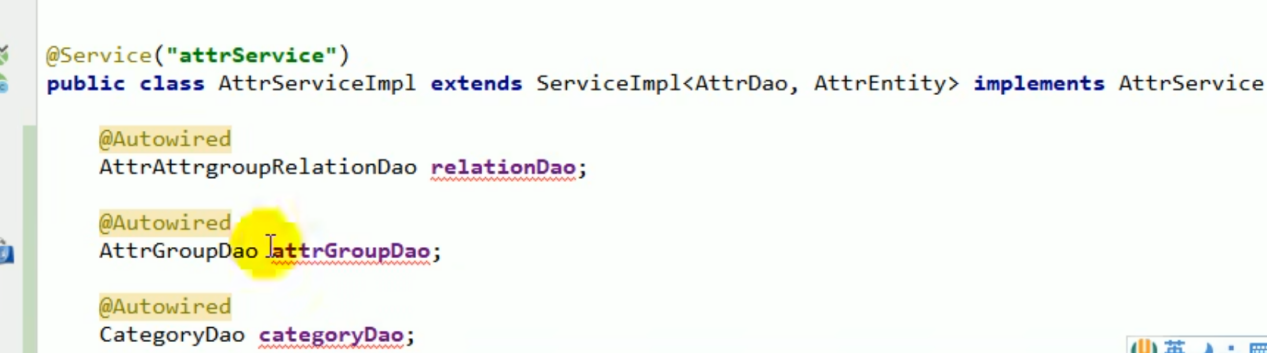 @Service("attrService")
public class AttrServiceImpl extends ServiceImpl<AttrDao, AttrEntity> implements AttrService
@Autowired
AttrAttrgroupRelationDao relationDao;
@Autowired
AttrGroupDao attrGroupDao;
@Autowired
CategoryDao categoryDao;
英